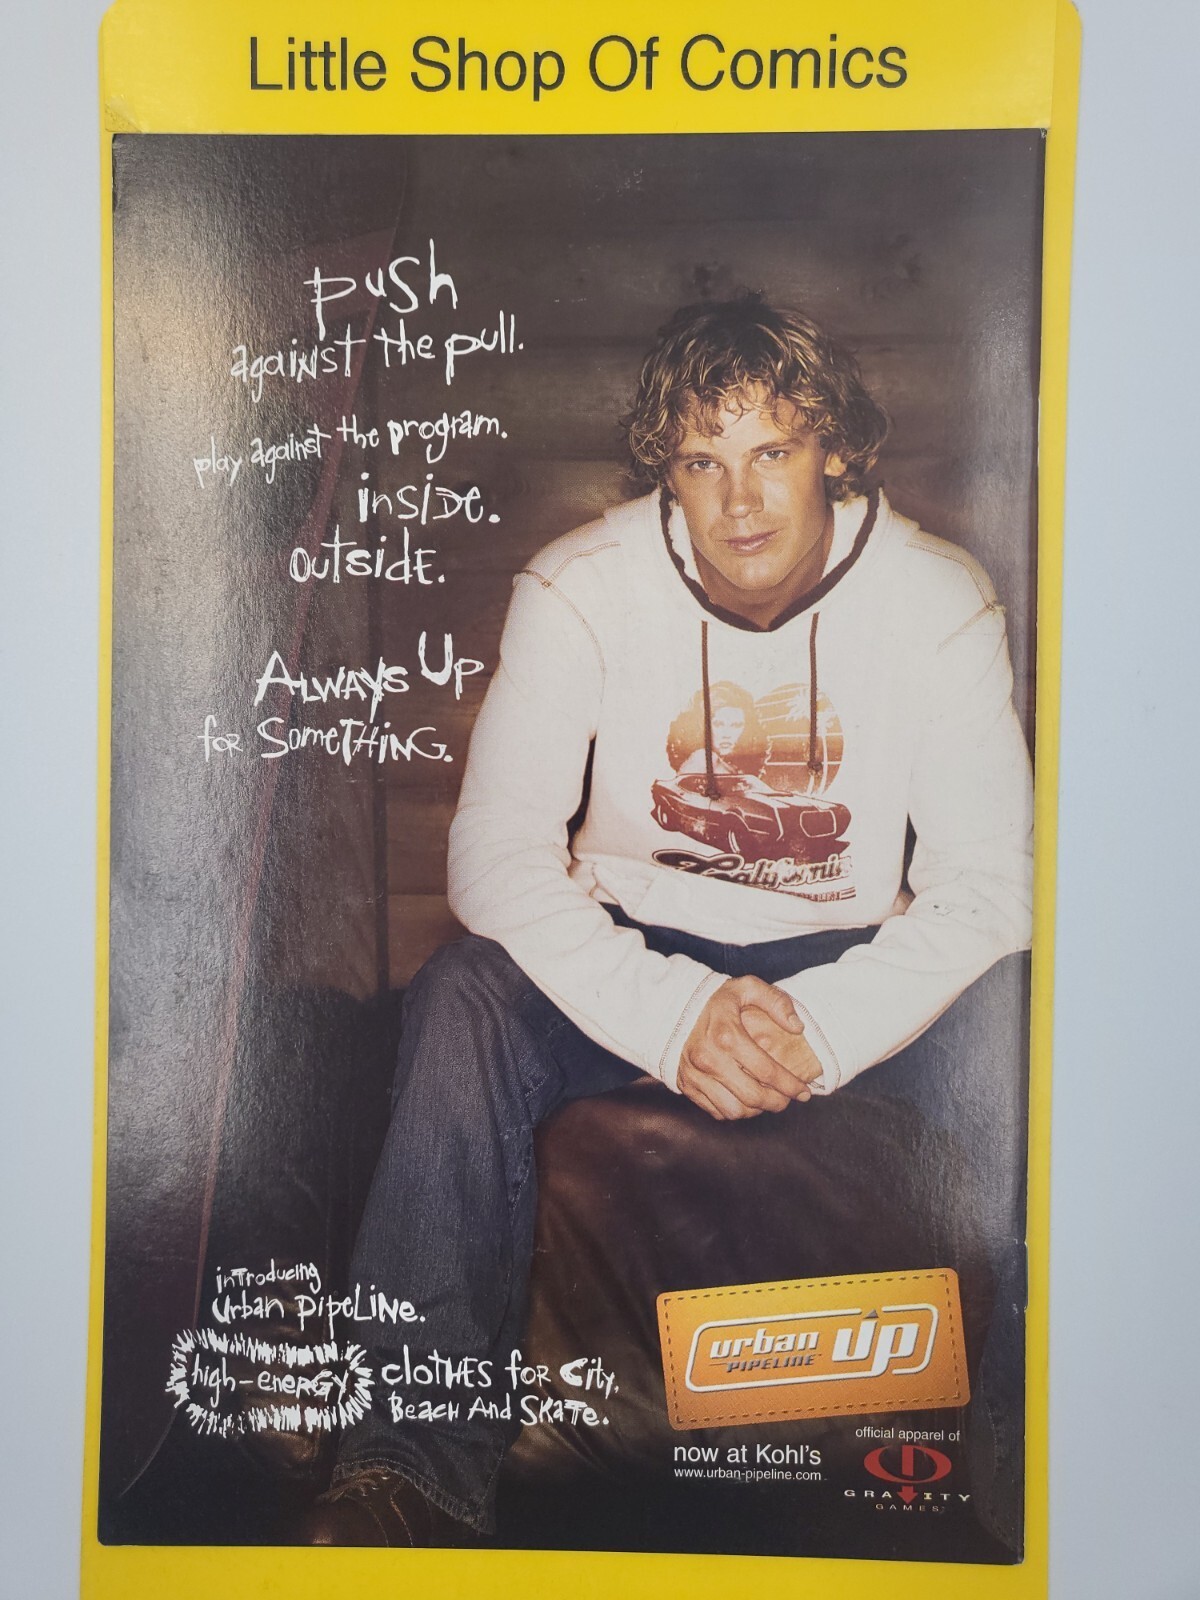 Little Shop Of Comics
push
against the pull.
play against the program.
inside.
outside.
Always Up
for Something.
introducing
urban pipeline.
high-energy clothes for city,
Beach And Skate.
California
urban UP
PIPELINE
now at Kohl's
www.urban-pipeline.com
official apparel of
GRAVITY
GAMES